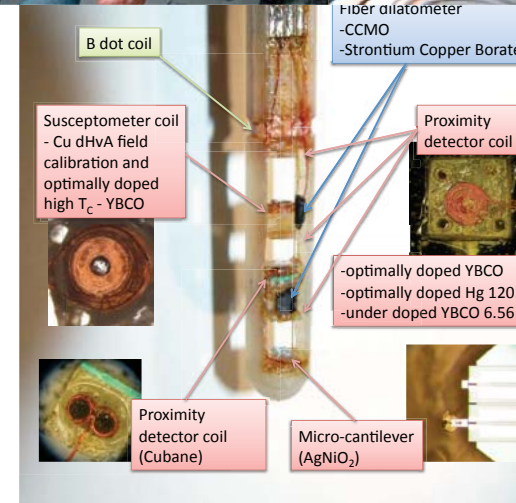 Fiber dilatometer
-CCMO
-Strontium Copper Borate
B dot coil
Susceptometer coil
- Cu dHvA field
calibration and
optimally doped
high TC - YBCO
Proximity
detector coil
-optimally doped YBCO
-optimally doped Hg 120
-under doped YBCO 6.56
Proximity
detector coil
(Cubane)
Micro-cantilever
(AgNiO2)